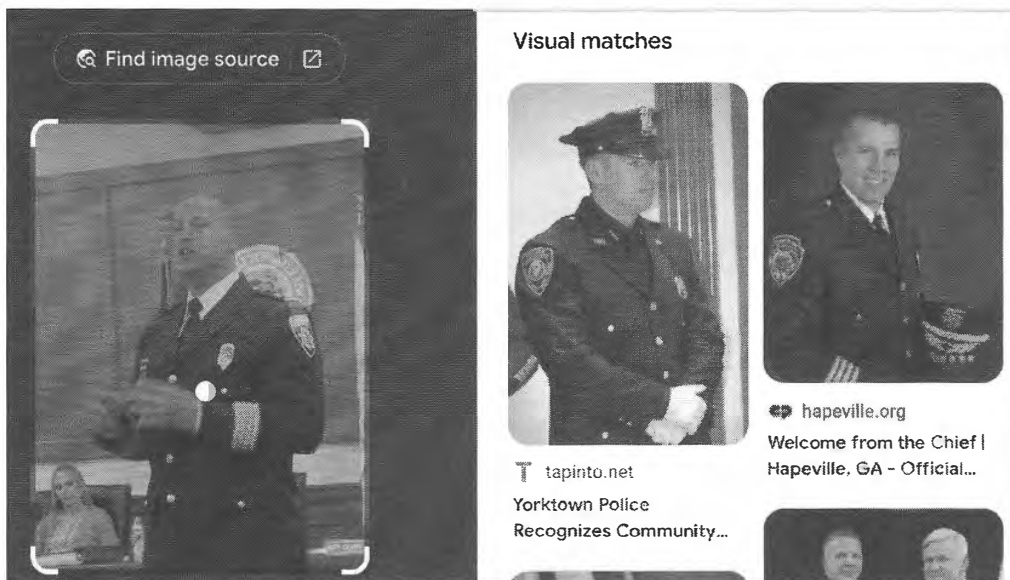 Find image source
Visual matches
tapinto.net
Yorktown Police
Recognizes Community...
hapeville.org
Welcome from the Chief |
Hapeville, GA - Official...